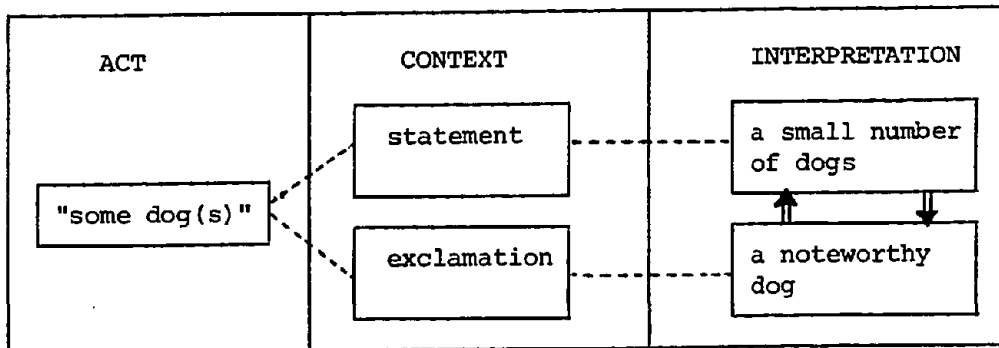 ACT
CONTEXT
INTERPRETATION
"some dog(s)"
statement
exclamation
a small number
of dogs
a noteworthy
dog